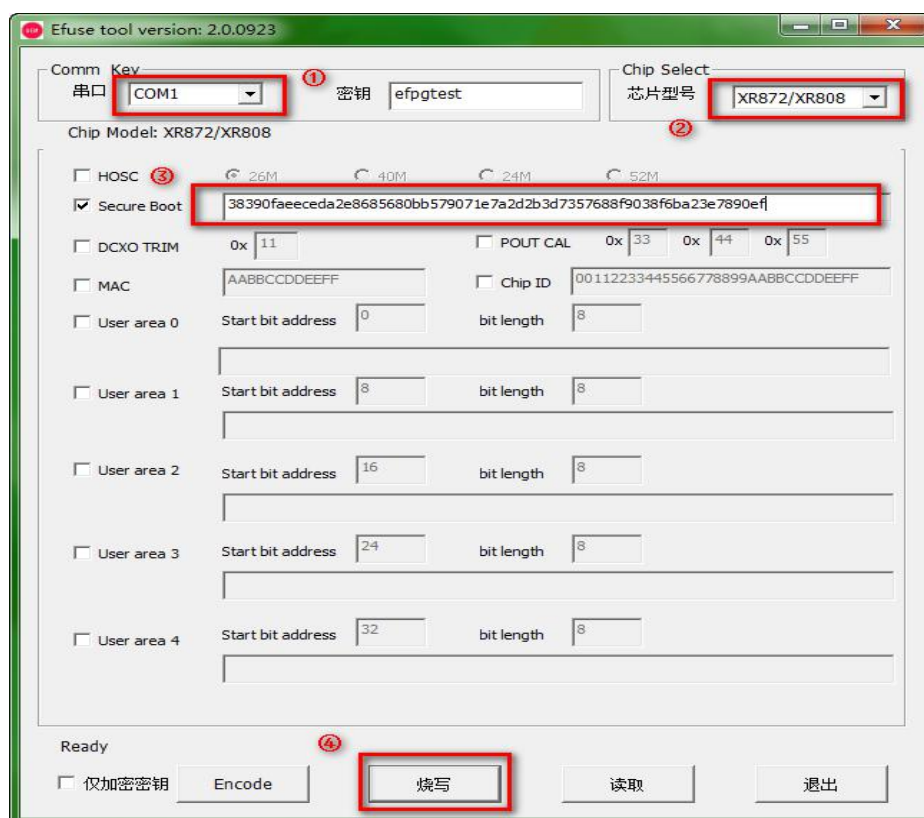 Efuse tool version: 2.0.0923
Comm Key
Chip Select
串口 COM1 ① 密钥 efpgtest 芯片型号 XR872/XR808
②
Chip Model: XR872/XR808
HOSC ③ 26M 40M 24M 52M
Secure Boot 38390faeeceda2e8685680bb579071e7a2d2b3d7357688f9038f6ba23e7890ef
DCXO TRIM 0x 11 POUT CAL 0x 33 0x 44 0x 55
MAC AABBCCDDEEFF Chip ID 00112233445566778899AABBCCDDEEFF
User area 0 Start bit address 0 bit length 8
User area 1 Start bit address 8 bit length 8
User area 2 Start bit address 16 bit length 8
User area 3 Start bit address 24 bit length 8
User area 4 Start bit address 32 bit length 8
Ready ④
仅加密密钥 Encode 烧写 读取 退出